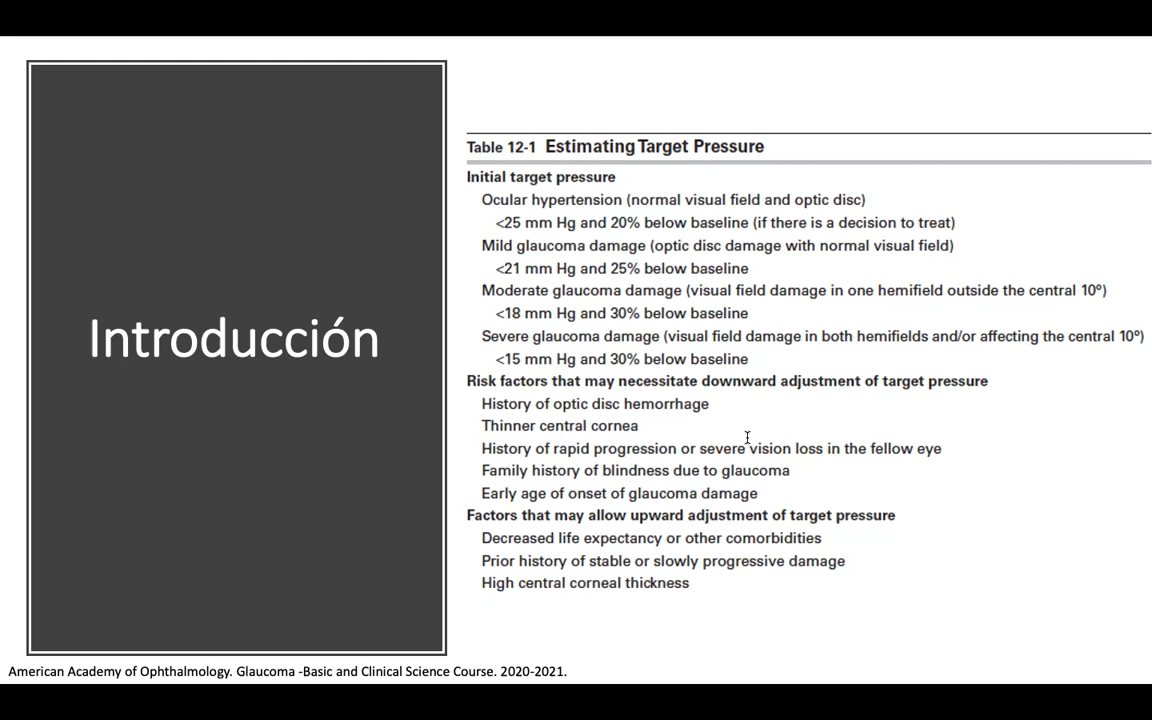 Introducción
Table 12-1 Estimating Target Pressure
Initial target pressure
Ocular hypertension (normal visual field and optic disc)
<25 mm Hg and 20% below baseline (if there is a decision to treat)
Mild glaucoma damage (optic disc damage with normal visual field)
<21 mm Hg and 25% below baseline
Moderate glaucoma damage (visual field damage in one hemifield outside the central 10º)
<18 mm Hg and 30% below baseline
Severe glaucoma damage (visual field damage in both hemifields and/or affecting the central 10º)
<15 mm Hg and 30% below baseline
Risk factors that may necessitate downward adjustment of target pressure
History of optic disc hemorrhage
Thinner central cornea
History of rapid progression or severe vision loss in the fellow eye
Family history of blindness due to glaucoma
Early age of onset of glaucoma damage
Factors that may allow upward adjustment of target pressure
Decreased life expectancy or other comorbidities
Prior history of stable or slowly progressive damage
High central corneal thickness
American Academy of Ophthalmology. Glaucoma -Basic and Clinical Science Course. 2020-2021.